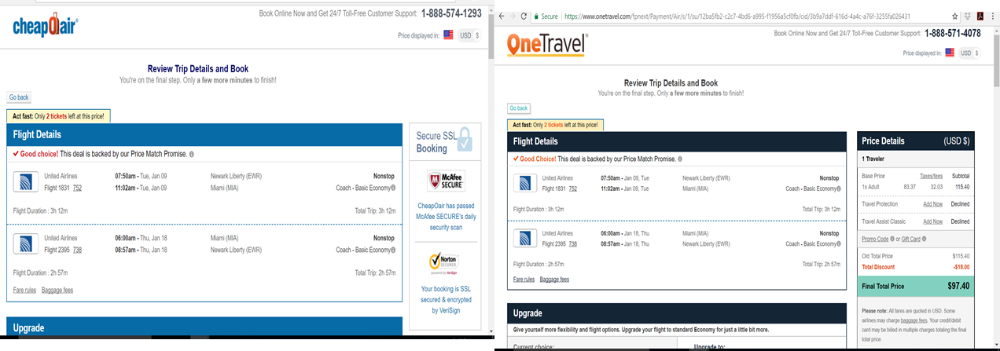 cheapOair®
Book Online Now and Get 24/7 Toll-Free Customer Support: 1-888-574-1293
Price displayed in: USD $
Review Trip Details and Book
You're on the final step. Only a few more minutes to finish!
Go back
Act fast: Only 2 tickets left at this price!
Flight Details
Good choice! This deal is backed by our Price Match Promise.
United Airlines 07:50am - Tue, Jan 09 Newark Liberty (EWR) Nonstop
Flight 1831 752 11:02am - Tue, Jan 09 Miami (MIA) Coach - Basic Economy
Flight Duration : 3h 12m Total Trip: 3h 12m
United Airlines 06:00am - Thu, Jan 18 Miami (MIA) Nonstop
Flight 2395 738 08:57am - Thu, Jan 18 Newark Liberty (EWR) Coach - Basic Economy
Flight Duration : 2h 57m Total Trip: 2h 57m
Fare rules Baggage fees
Upgrade
Secure SSL
Booking
McAfee
SECURE
CheapOair has passed
McAfee SECURE's daily
security scan
Norton
SECURED
powered by VeriSign
Your booking is SSL
secured & encrypted
by VeriSign
Secure https://www.onetravel.com/fpnext/Payment/Air/s/1/su/12ba5fb2-c2c7-4bd6-a995-f1956a5cf0fb/cid/3b9a7ddf-616d-4a4c-a76f-3255fa026431
OneTravel®
Book Online Now and Get 24/7 Toll-Free Customer Support: 1-888-571-4078
Price displayed in: USD $
Review Trip Details and Book
You're on the final step. Only a few more minutes to finish!
Go back
Act fast: Only 2 tickets left at this price!
Flight Details
Good Choice! This deal is backed by our Price Match Promise.
United Airlines 07:50am - Jan 09, Tue Newark Liberty (EWR) Nonstop
Flight 1831 752 11:02am - Jan 09, Tue Miami (MIA) Coach - Basic Economy
Flight Duration : 3h 12m Total Trip: 3h 12m
United Airlines 06:00am - Jan 18, Thu Miami (MIA) Nonstop
Flight 2395 738 08:57am - Jan 18, Thu Newark Liberty (EWR) Coach - Basic Economy
Flight Duration : 2h 57m Total Trip: 2h 57m
Fare rules Baggage fees
Upgrade
Give yourself more flexibility and flight options. Upgrade your flight to standard Economy for just a little bit more.
Current choice: Upgrade to:
Price Details (USD $)
1 Traveler
Base Price Taxes/fees Subtotal
1x Adult 83.37 32.03 115.40
Travel Protection Add Now Declined
Travel Assist Classic Add Now Declined
Promo Code or Gift Card
Old Total Price $115.40
Total Discount -$18.00
Final Total Price $97.40
Please note: All fares are quoted in USD. Some
airlines may charge baggage fees. Your credit/debit
card may be billed in multiple charges totaling the final
total price.